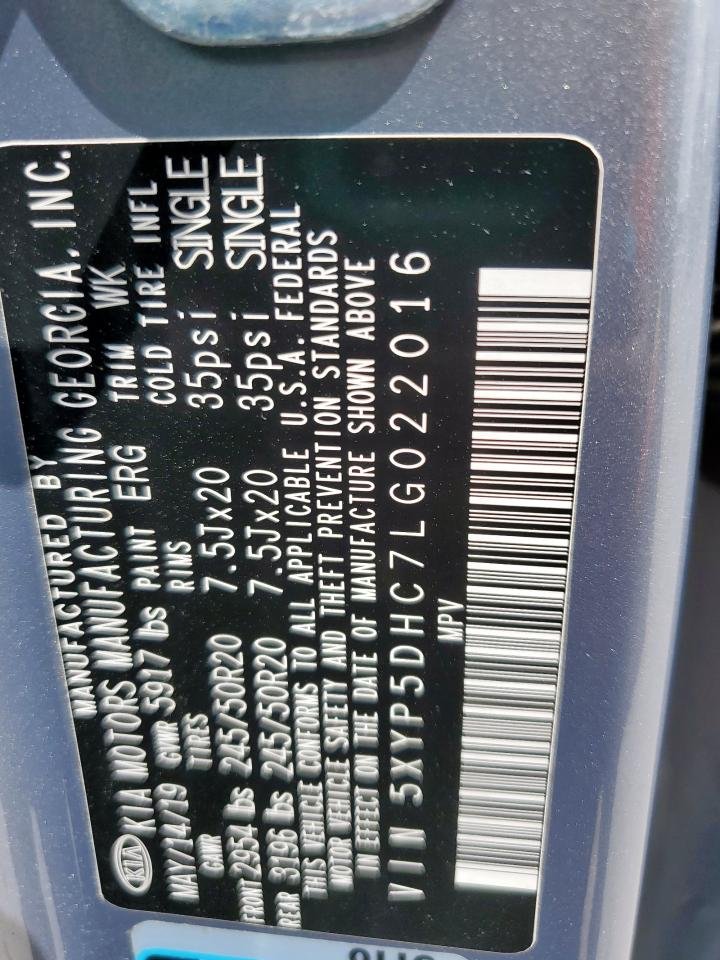 MANUFACTURED BY
KIA KIA MOTORS MANUFACTURING GEORGIA, INC.
MAY/14/19 GVWR 5917 lbs PAINT ERG TRIM WK
GAWR TIRES RIMS COLD TIRE INFL
FRONT 2954 lbs 245/50R20 7.5Jx20 35psi SINGLE
REAR 3196 lbs 245/50R20 7.5Jx20 35psi SINGLE
THIS VEHICLE CONFORMS TO ALL APPLICABLE U.S.A. FEDERAL
MOTOR VEHICLE SAFETY AND THEFT PREVENTION STANDARDS
IN EFFECT ON THE DATE OF MANUFACTURE SHOWN ABOVE
VIN 5XYP5DHC7LG022016
MPV